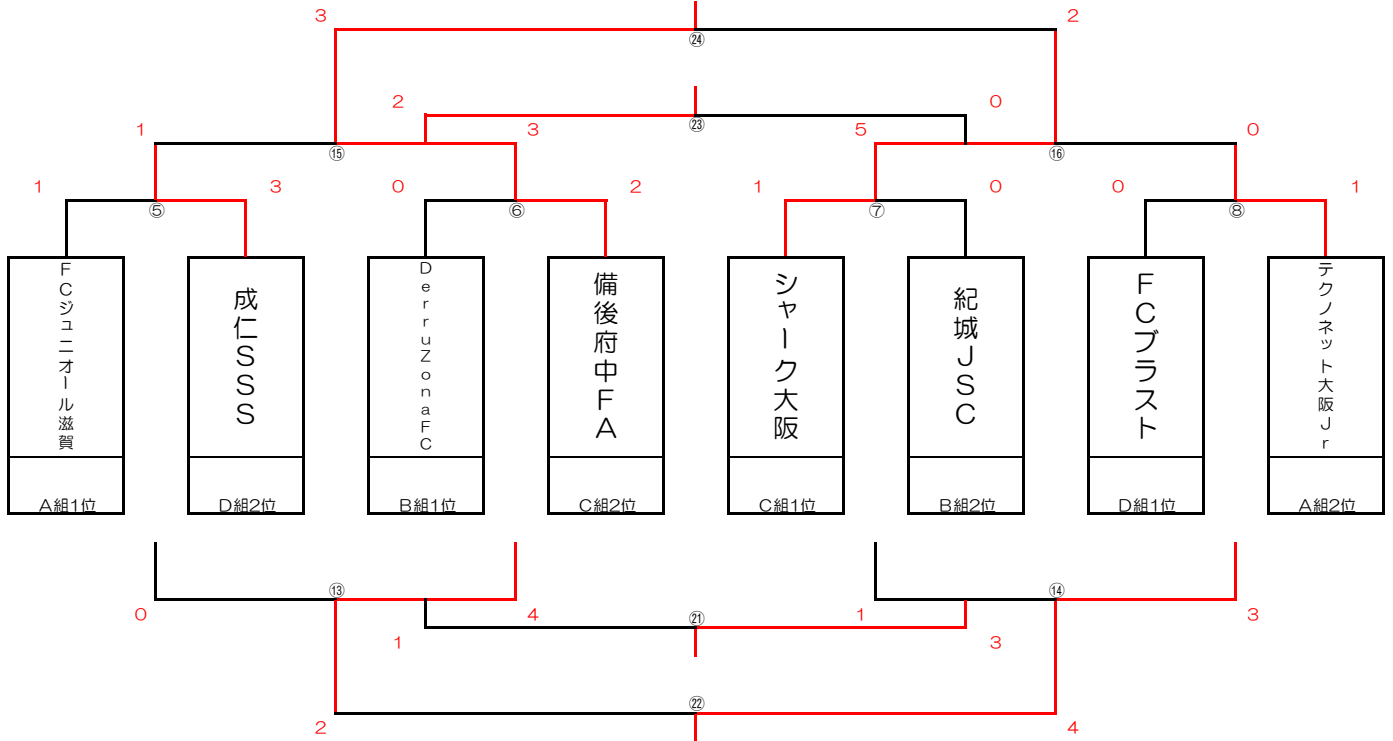 3 2
㉔
2 0
㉓
1 3 5 0
⑮ ⑯
1 3 0 2 1 0 0 1
⑤ ⑥ ⑦ ⑧
FCジュニオール滋賀
成仁SSS
DerruZonaFC
備後府中FA
シャーク大阪
紀城JSC
FCブラスト
テクノネット大阪Jr
A組1位 D組2位 B組1位 C組2位 C組1位 B組2位 D組1位 A組2位
⑬ ⑭
0 4 1 3
㉑
1 3
㉒
2 4